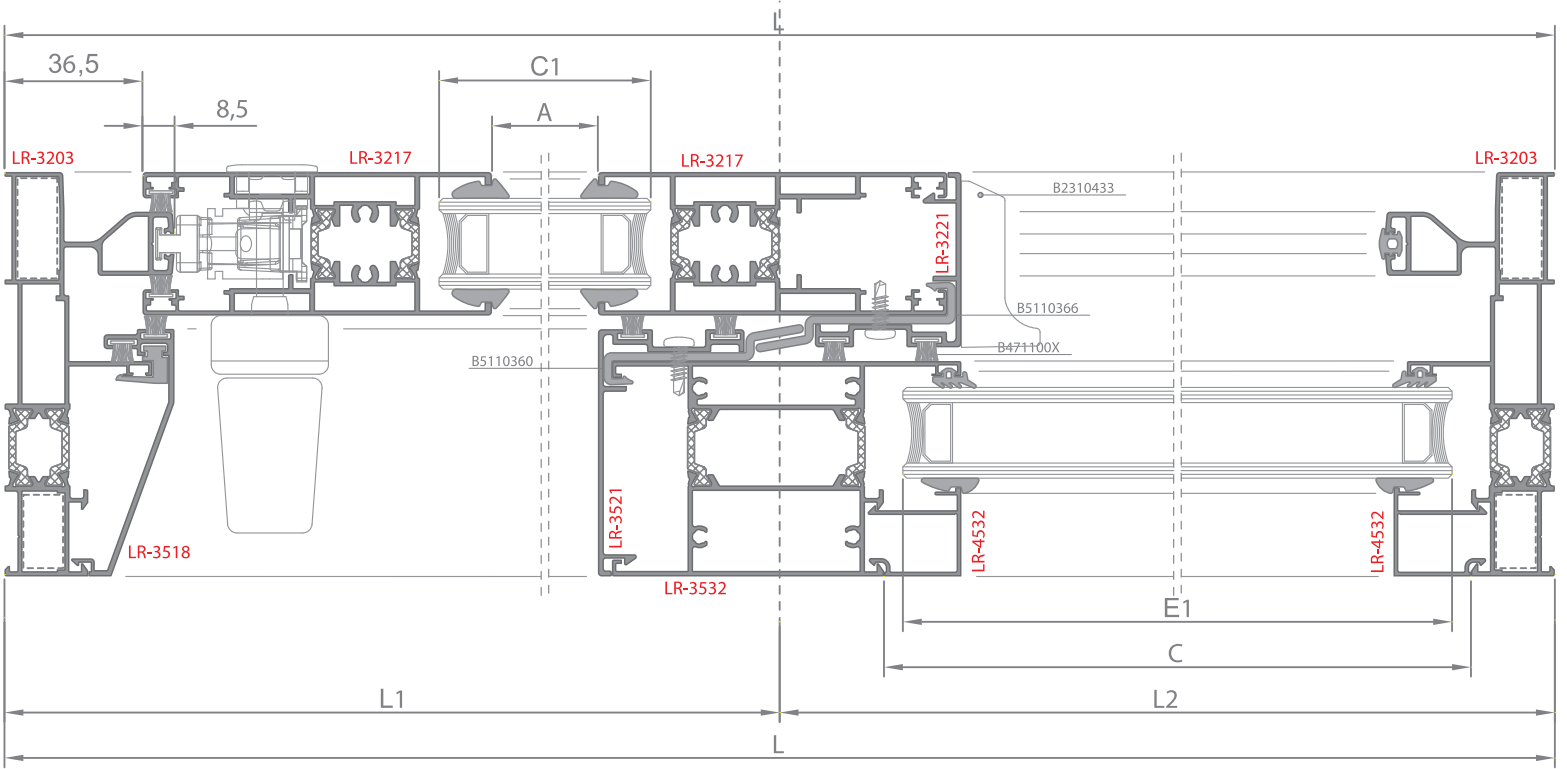 L
36,5
C1
8,5
A
LR-3203
LR-3217
LR-3217
LR-3203
B2310433
LR-3221
B5110366
B471100X
B5110360
LR-3521
LR-4532
LR-4532
LR-3518
LR-3532
E1
C
L1
L2
L